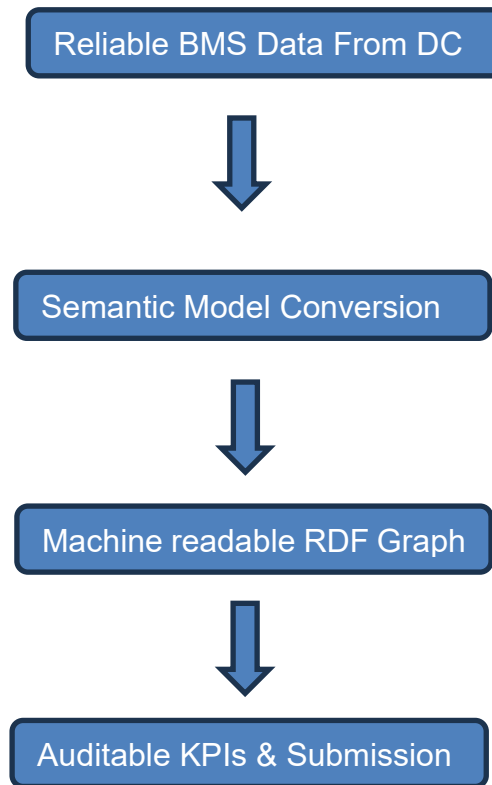 Reliable BMS Data From DC
Semantic Model Conversion
Machine readable RDF Graph
Auditable KPIs & Submission